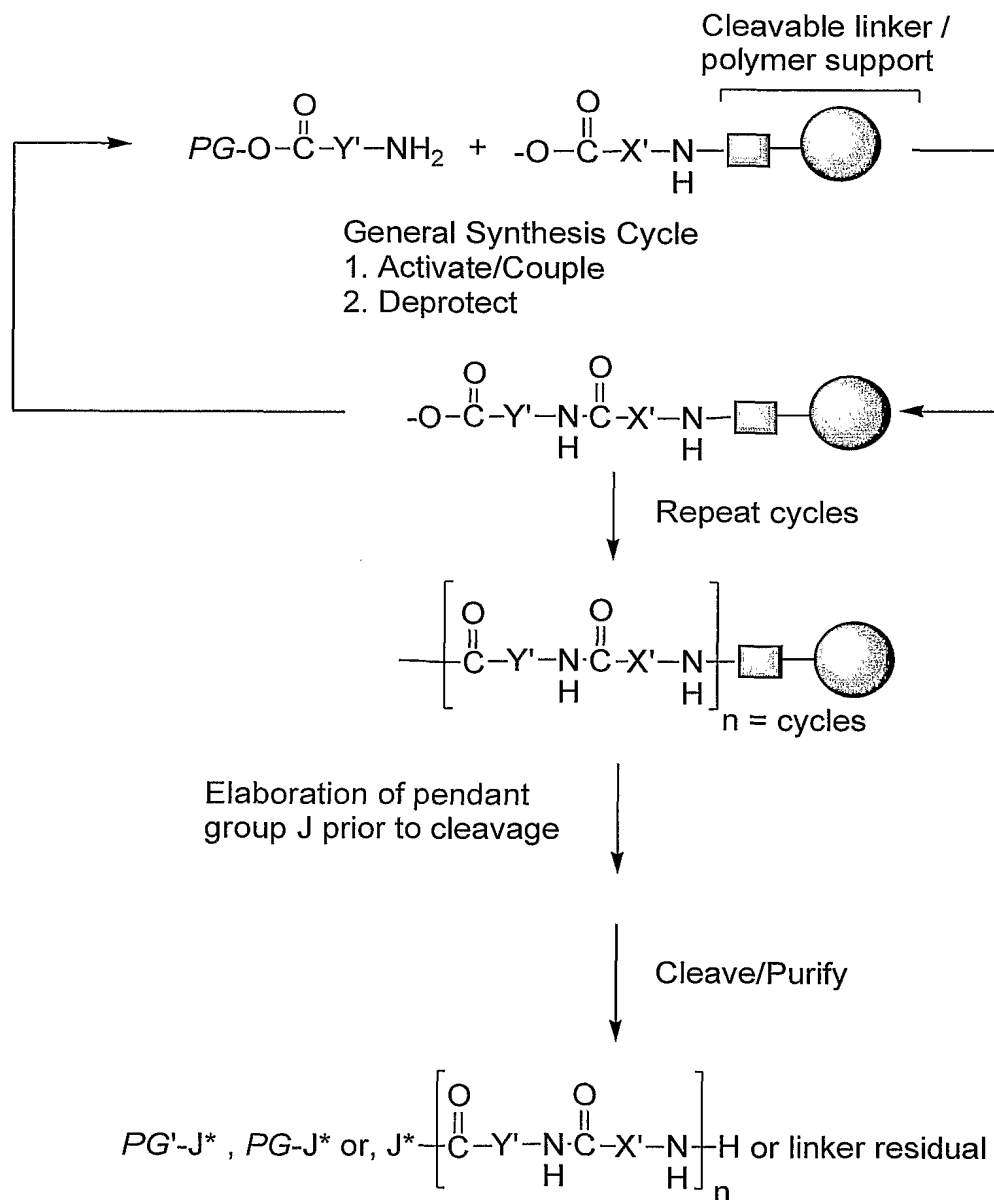 Cleavable linker /
polymer support
O O
PG-O-C-Y'-NH2 + -O-C-X'-N
H
General Synthesis Cycle
1. Activate/Couple
2. Deprotect
O O
-O-C-Y'-N-C-X'-N
H H
Repeat cycles
O O
C-Y'-N-C-X'-N
H H
n = cycles
Elaboration of pendant
group J prior to cleavage
Cleave/Purify
O O
PG'-J* , PG-J* or, J*-C-Y'-N-C-X'-N-H or linker residual
H H
n